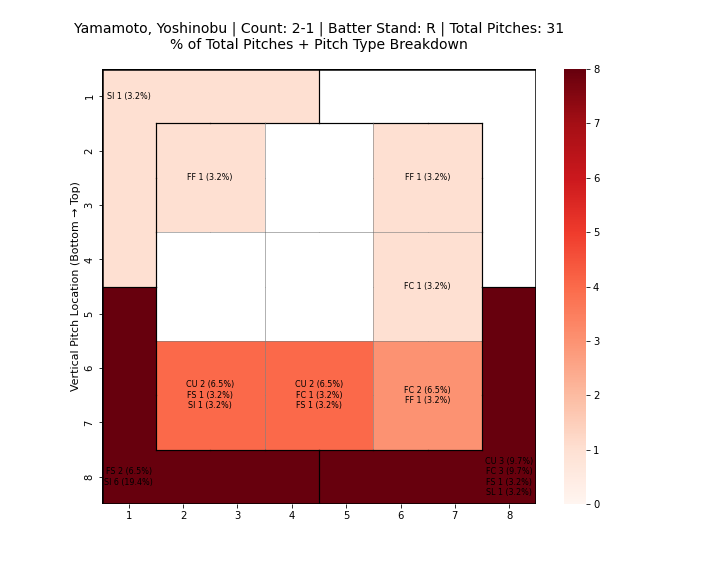 Yamamoto, Yoshinobu | Count: 2-1 | Batter Stand: R | Total Pitches: 31
% of Total Pitches + Pitch Type Breakdown
Vertical Pitch Location (Bottom → Top)
1
2
3
4
5
6
7
8
SI 1 (3.2%)
FF 1 (3.2%)
FF 1 (3.2%)
FC 1 (3.2%)
CU 2 (6.5%)
FS 1 (3.2%)
SI 1 (3.2%)
CU 2 (6.5%)
FC 1 (3.2%)
FS 1 (3.2%)
FC 2 (6.5%)
FF 1 (3.2%)
FS 2 (6.5%)
SI 6 (19.4%)
CU 3 (9.7%)
FC 3 (9.7%)
FS 1 (3.2%)
SL 1 (3.2%)
1
2
3
4
5
6
7
8
8
7
6
5
4
3
2
1
0